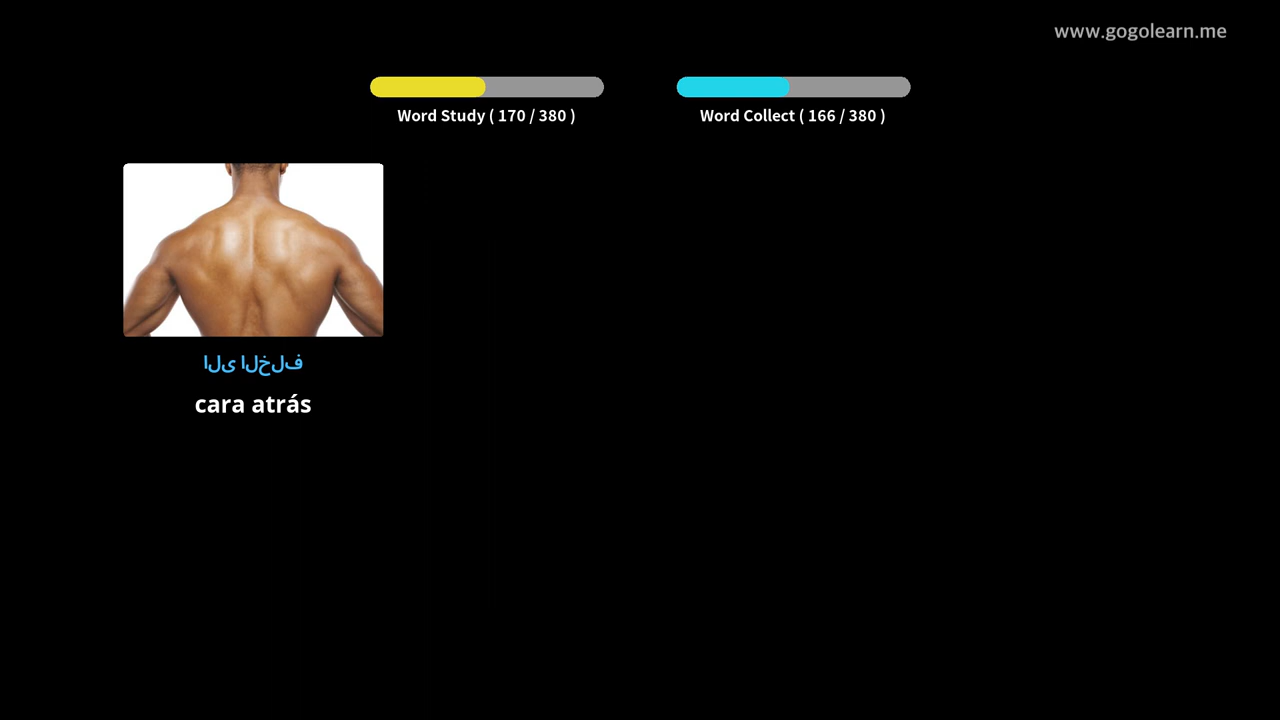 www.gogolearn.me
Word Study ( 170 / 380 )
Word Collect ( 166 / 380 )
الى الخلف
cara atrás